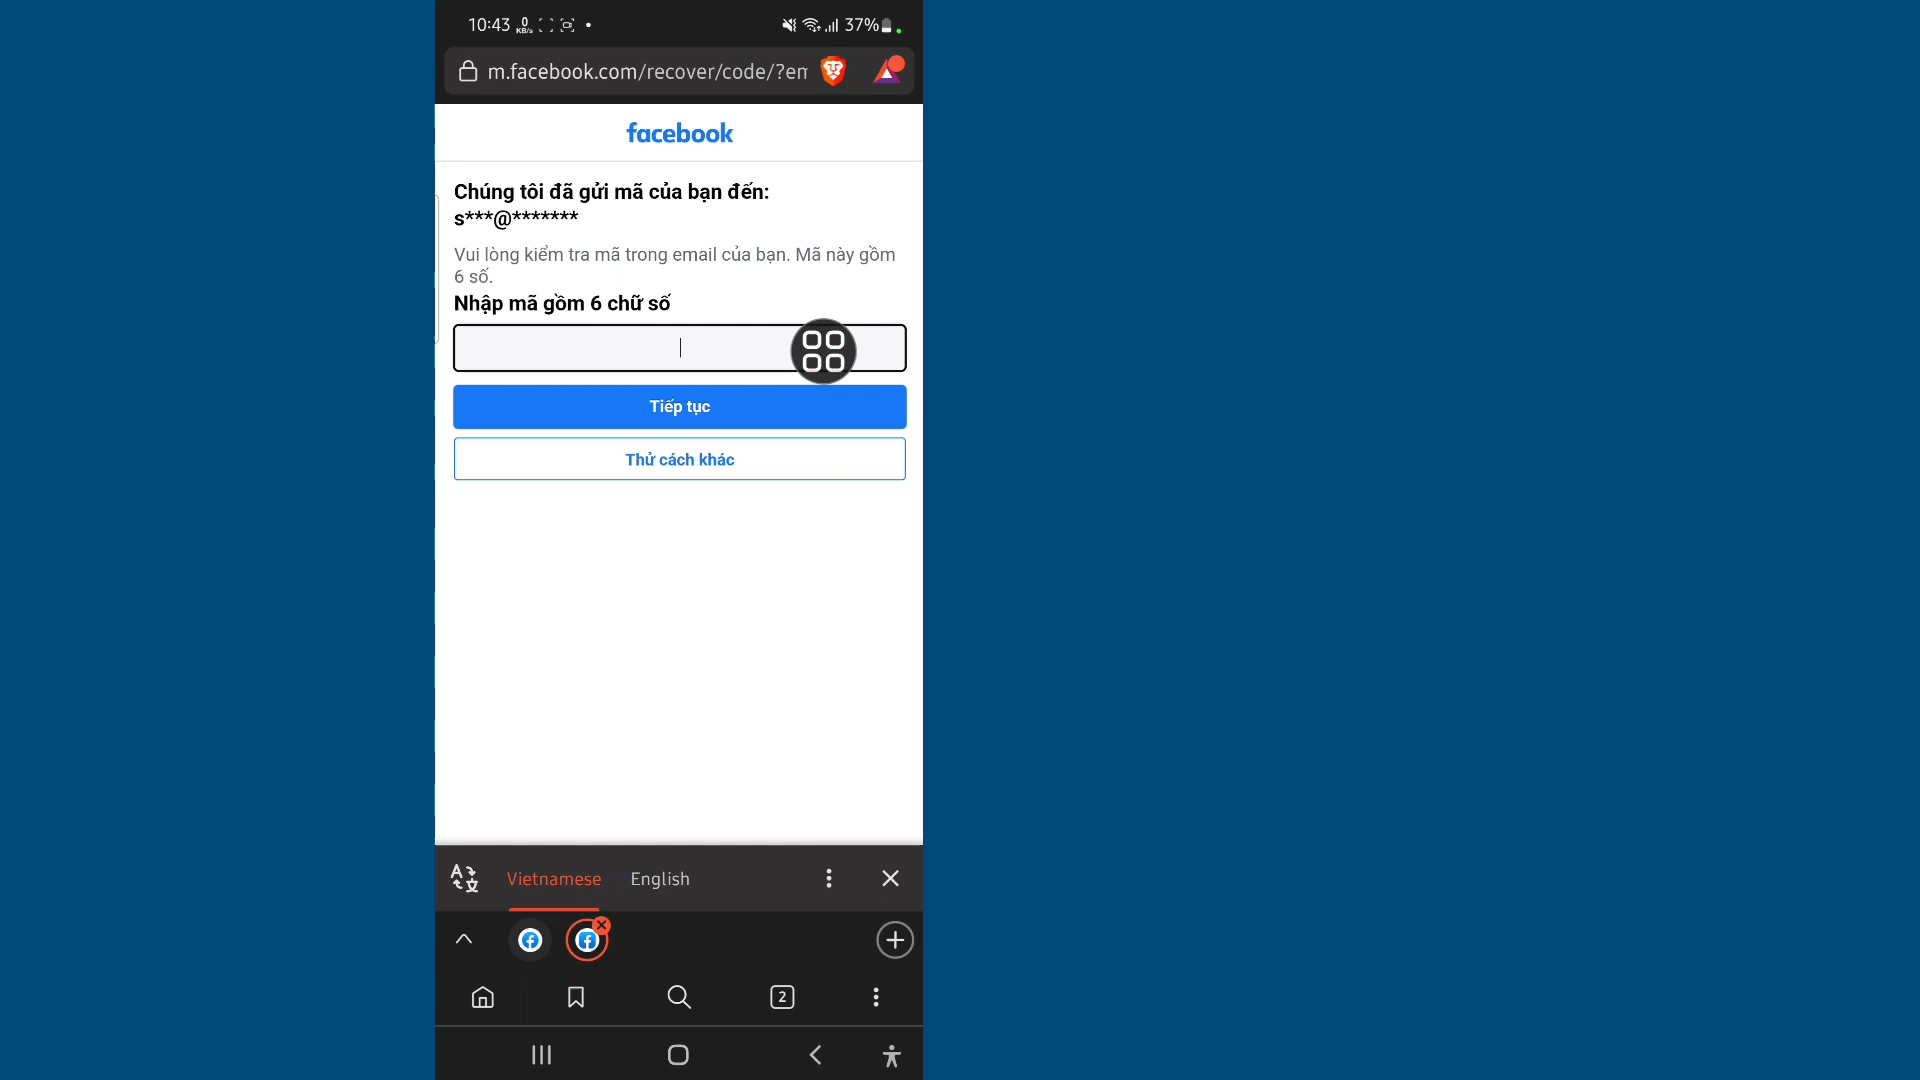 10:43
0
KB/s
37%
m.facebook.com/recover/code/?em
facebook
Chúng tôi đã gửi mã của bạn đến:
s***@*******
Vui lòng kiểm tra mã trong email của bạn. Mã này gồm
6 số.
Nhập mã gồm 6 chữ số
Tiếp tục
Thử cách khác
Vietnamese English
2